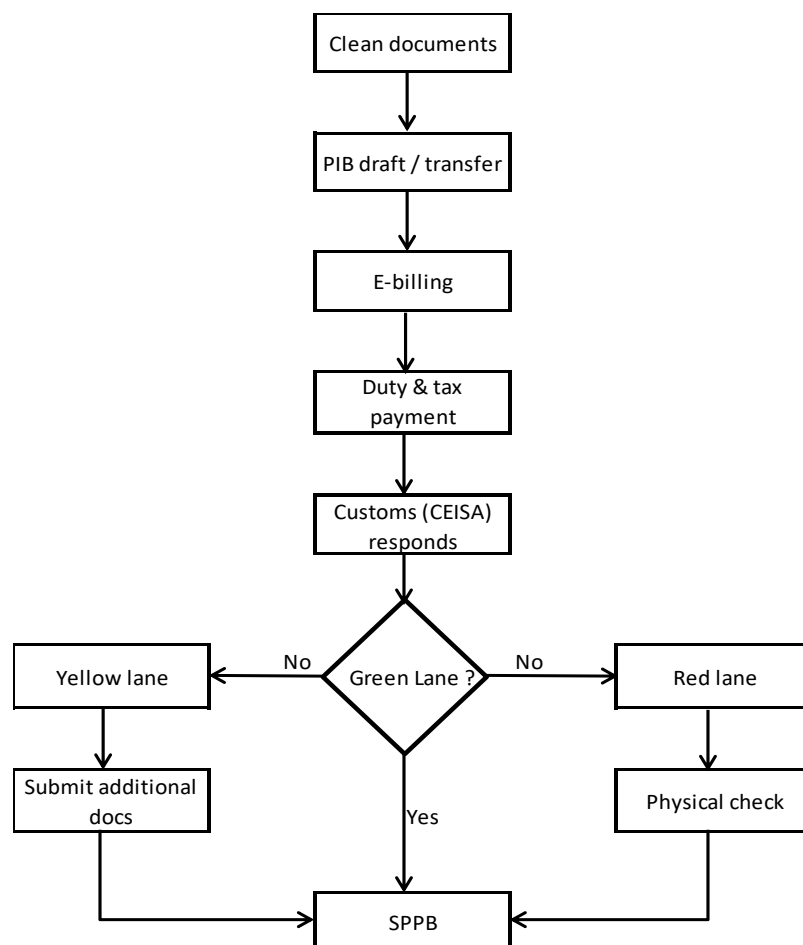 Clean documents
PIB draft / transfer
E-billing
Duty & tax
payment
Customs (CEISA)
responds
No
No
Yellow lane
Green Lane ?
Red lane
Submit additional
docs
Physical check
Yes
SPPB